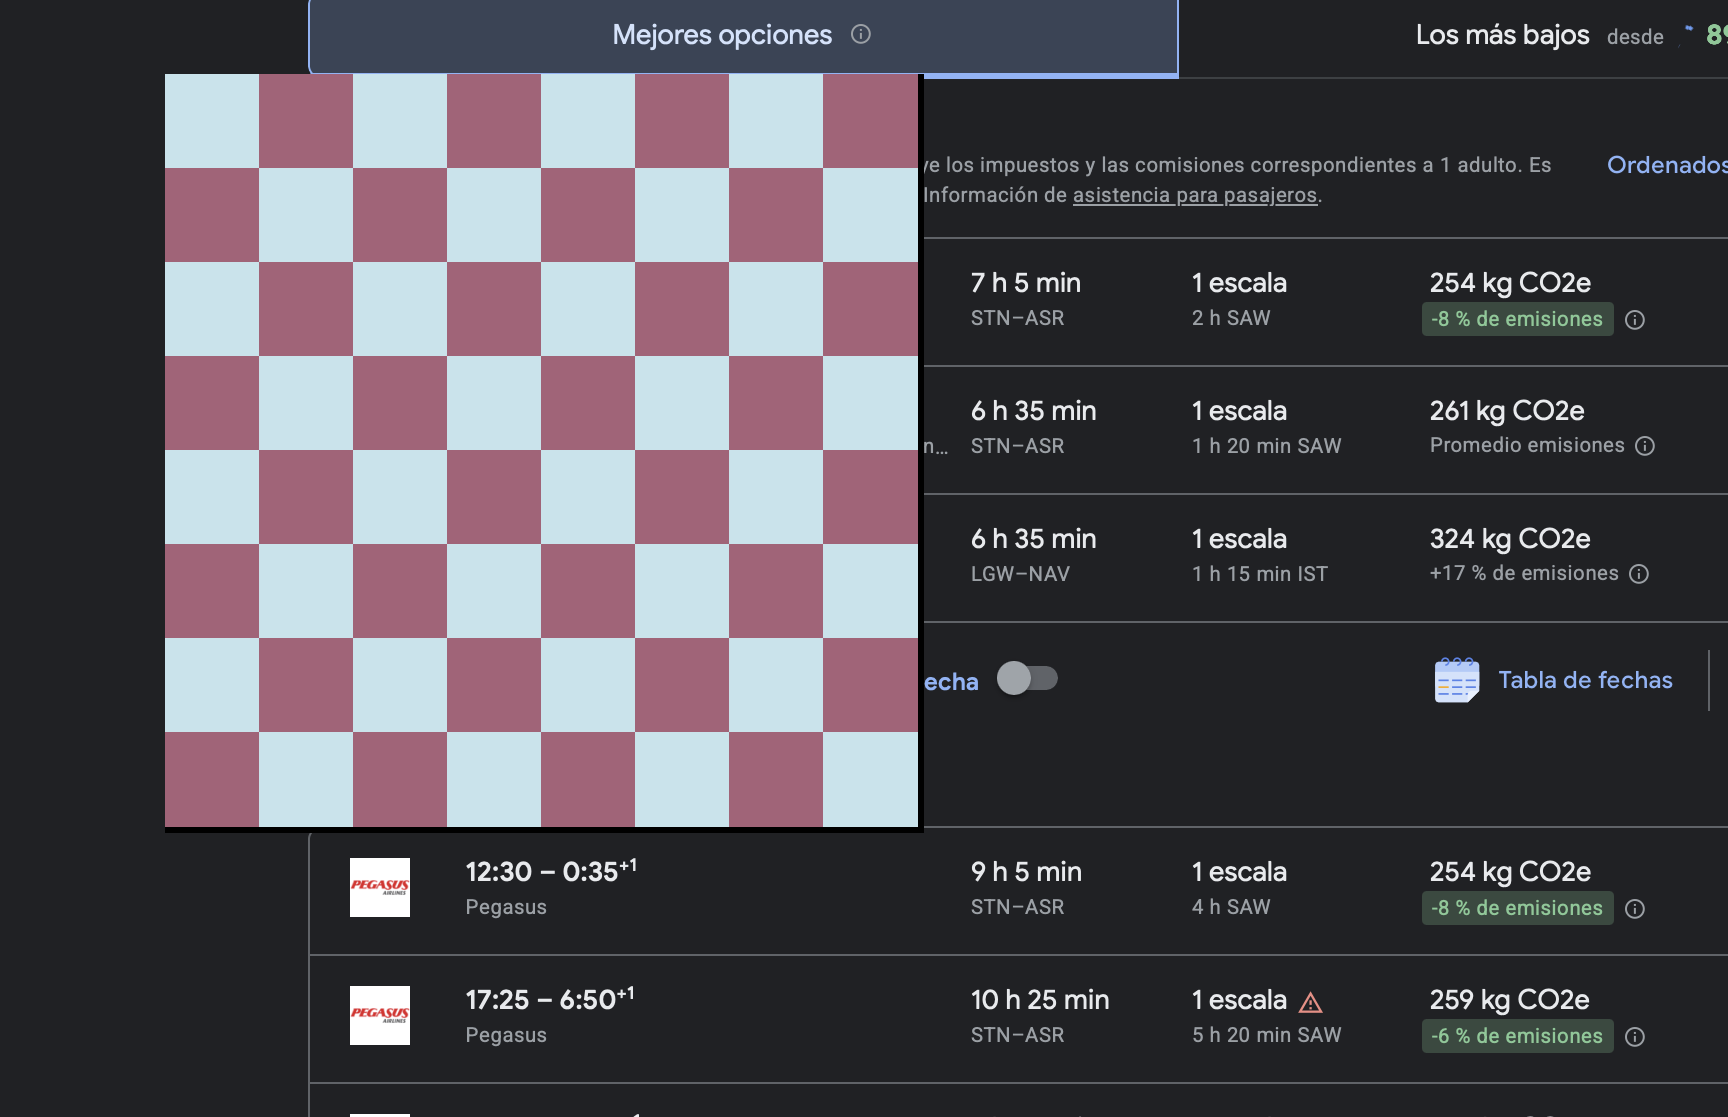 Mejores opciones
Los más bajos desde
los impuestos y las comisiones correspondientes a 1 adulto. Es
Ordenados
Información de asistencia para pasajeros.
7 h 5 min 1 escala 254 kg CO2e
STN–ASR 2 h SAW -8 % de emisiones
6 h 35 min 1 escala 261 kg CO2e
n... STN–ASR 1 h 20 min SAW Promedio emisiones
6 h 35 min 1 escala 324 kg CO2e
LGW–NAV 1 h 15 min IST +17 % de emisiones
echa Tabla de fechas
12:30 – 0:35+1 9 h 5 min 1 escala 254 kg CO2e
PEGASUS AIRLINES
Pegasus STN–ASR 4 h SAW -8 % de emisiones
17:25 – 6:50+1 10 h 25 min 1 escala 259 kg CO2e
PEGASUS AIRLINES
Pegasus STN–ASR 5 h 20 min SAW -6 % de emisiones